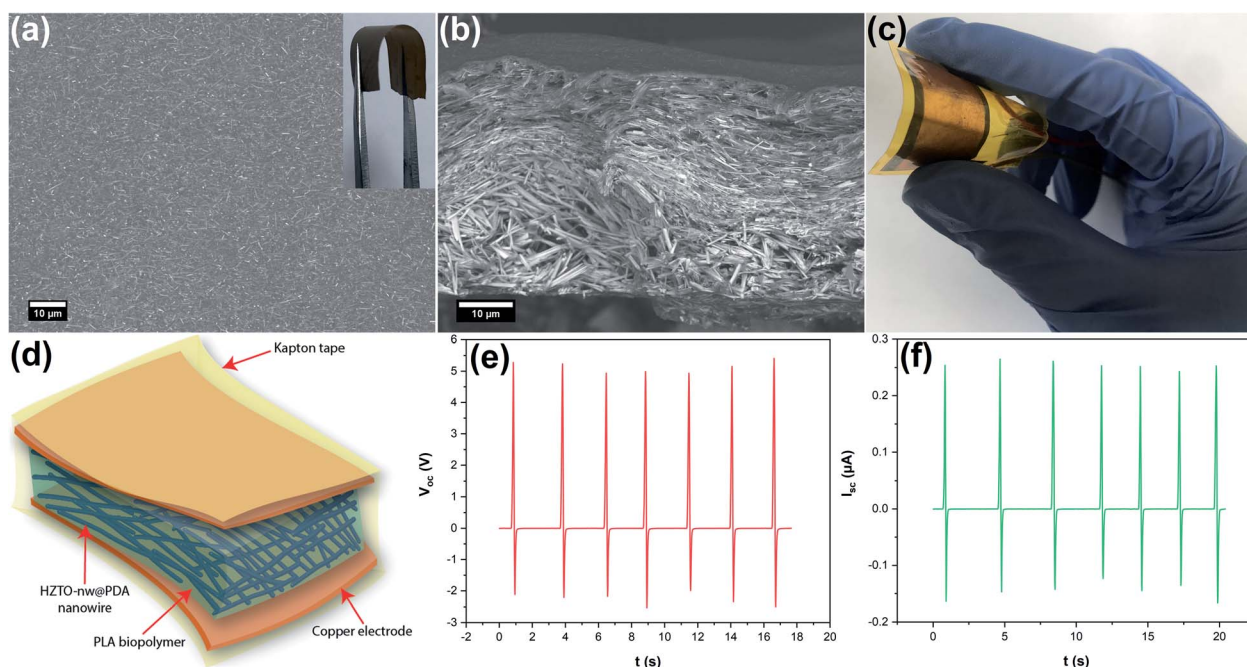 (a)
10 µm
(b)
10 µm
(c)
(d)
Kapton tape
HZTO-nw@PDA
nanowire
PLA biopolymer
Copper electrode
(e)
Voc (V)
6
5
4
3
2
1
0
-1
-2
-3
-2 0 2 4 6 8 10 12 14 16 18 20
t (s)
(f)
Isc (µA)
0.3
0.2
0.1
0.0
-0.1
-0.2
0 5 10 15 20
t (s)